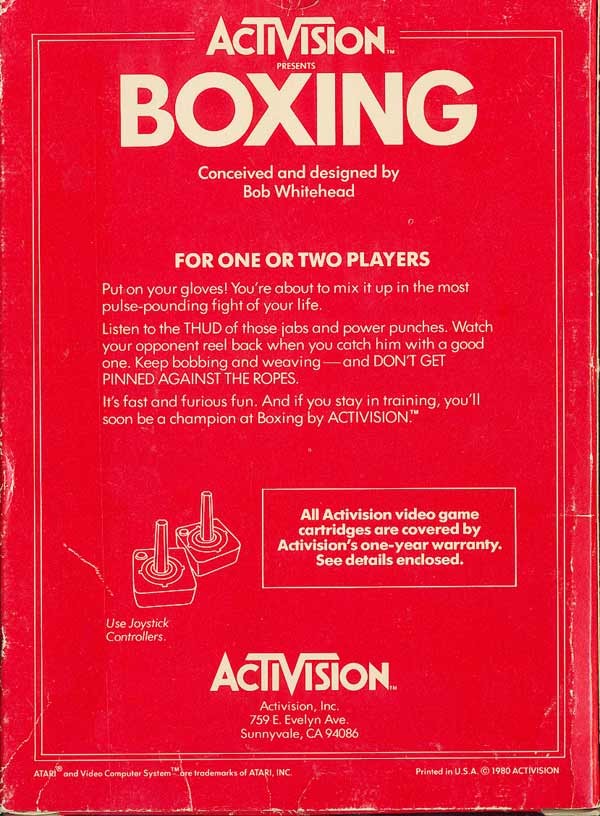 ACTIVISION™
PRESENTS
BOXING
Conceived and designed by
Bob Whitehead
FOR ONE OR TWO PLAYERS
Put on your gloves! You're about to mix it up in the most
pulse-pounding fight of your life.
Listen to the THUD of those jabs and power punches. Watch
your opponent reel back when you catch him with a good
one. Keep bobbing and weaving—and DON'T GET
PINNED AGAINST THE ROPES.
It's fast and furious fun. And if you stay in training, you'll
soon be a champion at Boxing by ACTIVISION.™
All Activision video game
cartridges are covered by
Activision's one-year warranty.
See details enclosed.
Use Joystick
Controllers.
ACTIVISION™
Activision, Inc.
759 E. Evelyn Ave.
Sunnyvale, CA 94086
ATARI® and Video Computer System™ are trademarks of ATARI, INC.
Printed in U.S.A. © 1980 ACTIVISION